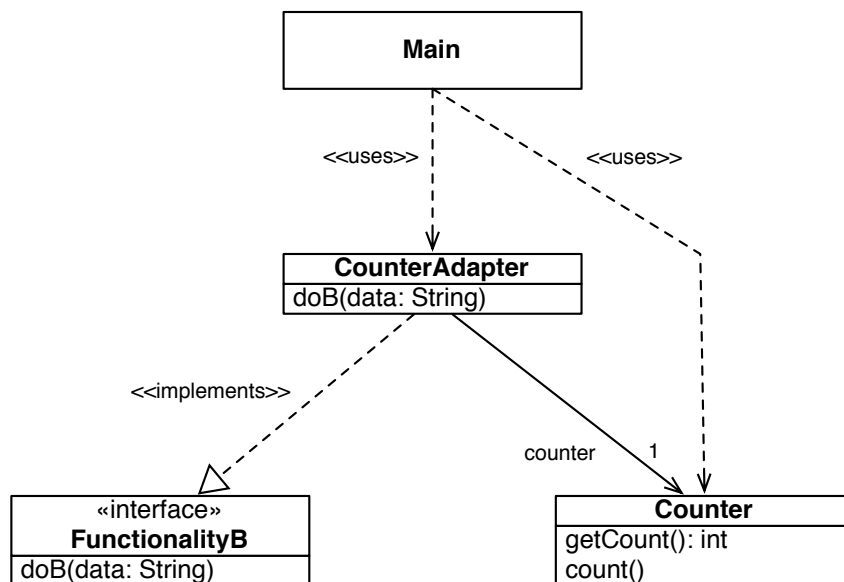 Main
<<uses>>
<<uses>>
CounterAdapter
doB(data: String)
<<implements>>
counter
1
«interface»
FunctionalityB
doB(data: String)
Counter
getCount(): int
count()